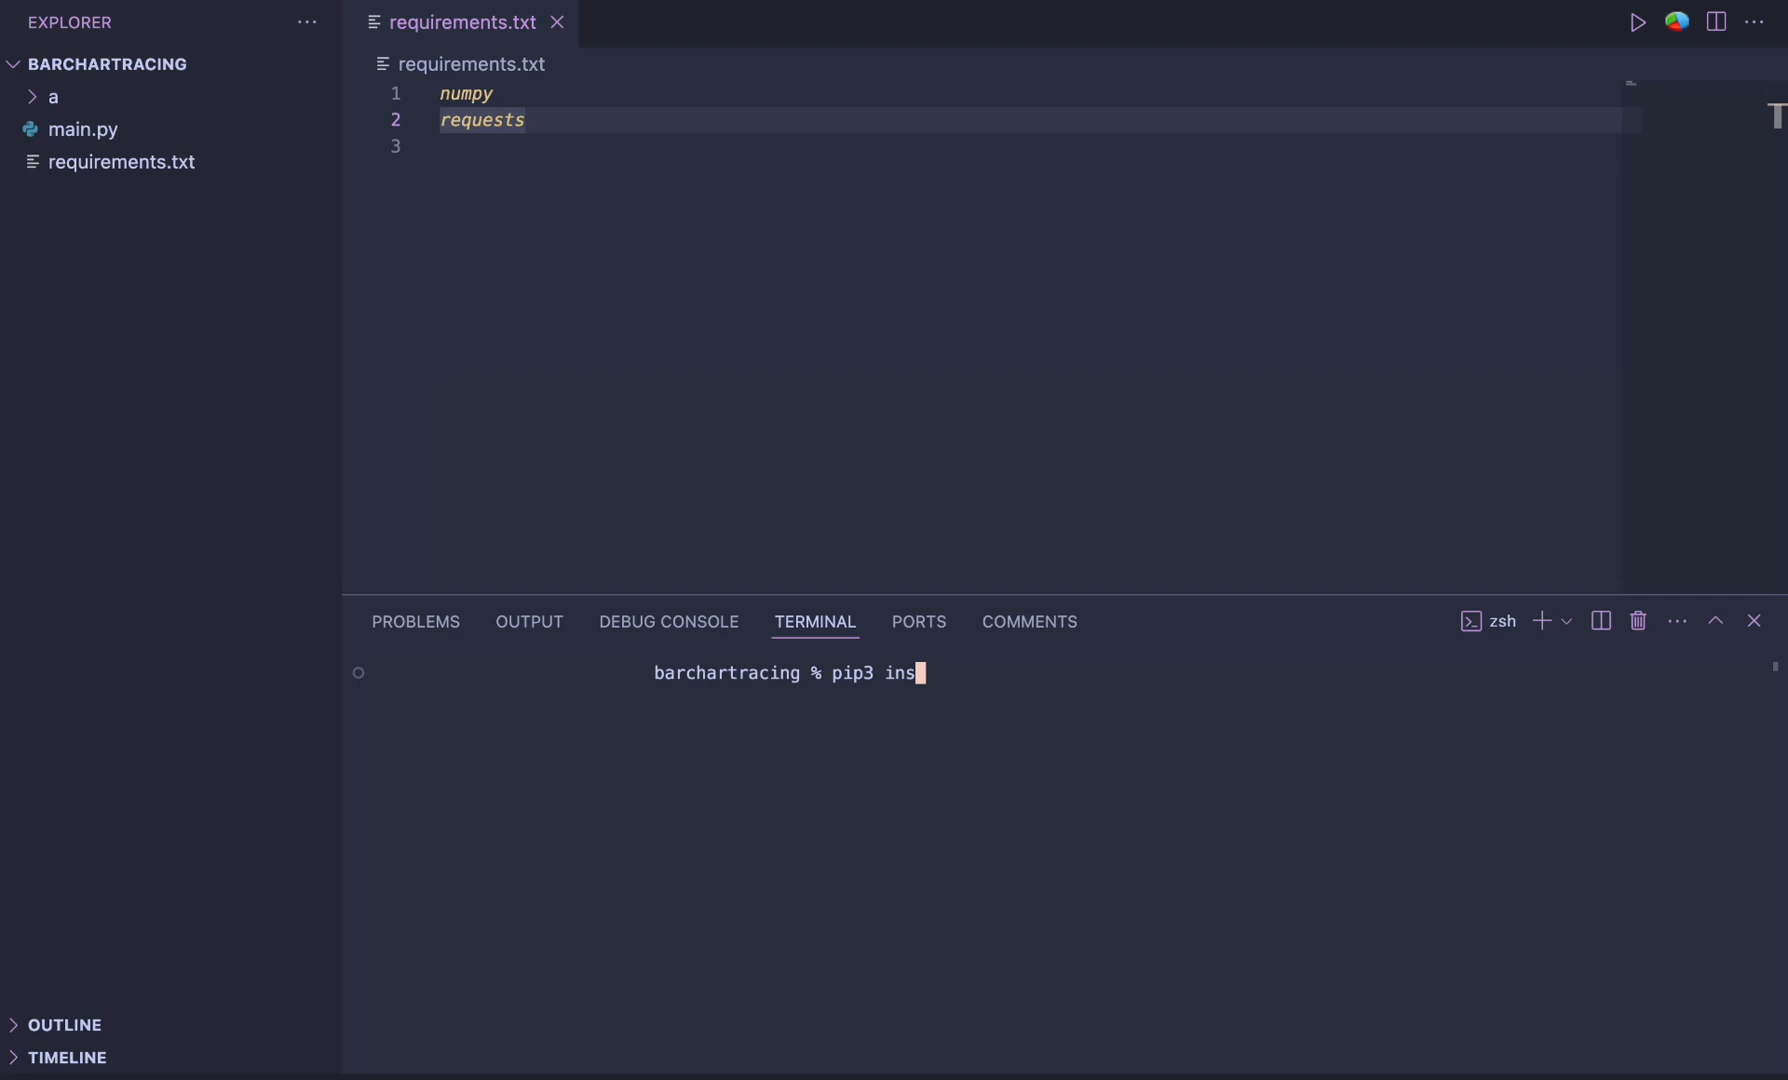 EXPLORER
BARCHARTRACING
a
main.py
requirements.txt
OUTLINE
TIMELINE
requirements.txt
requirements.txt
1 numpy
2 requests
3
PROBLEMS OUTPUT DEBUG CONSOLE TERMINAL PORTS COMMENTS
zsh
barchartracing % pip3 ins